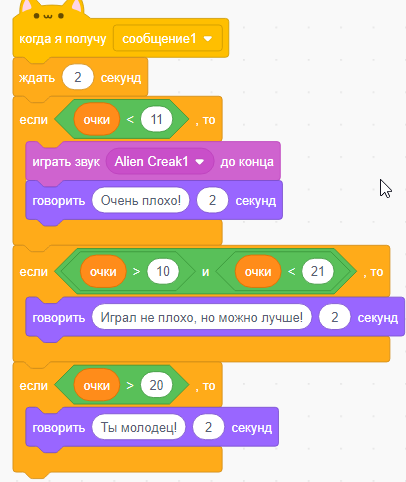 когда я получу сообщение1
ждать 2 секунд
если очки < 11 , то
играть звук Alien Creak1 до конца
говорить Очень плохо! 2 секунд
если очки > 10 и очки < 21 , то
говорить Играл не плохо, но можно лучше! 2 секунд
если очки > 20 , то
говорить Ты молодец! 2 секунд